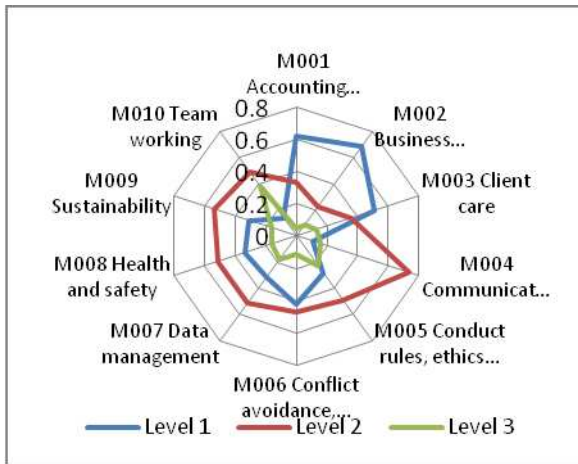 M001
Accounting...
M002
Business...
M003 Client
care
M004
Communicat...
M005 Conduct
rules, ethics...
M006 Conflict
avoidance,...
M007 Data
management
M008 Health
and safety
M009
Sustainability
M010 Team
working
0.8
0.6
0.4
0.2
0
Level 1
Level 2
Level 3